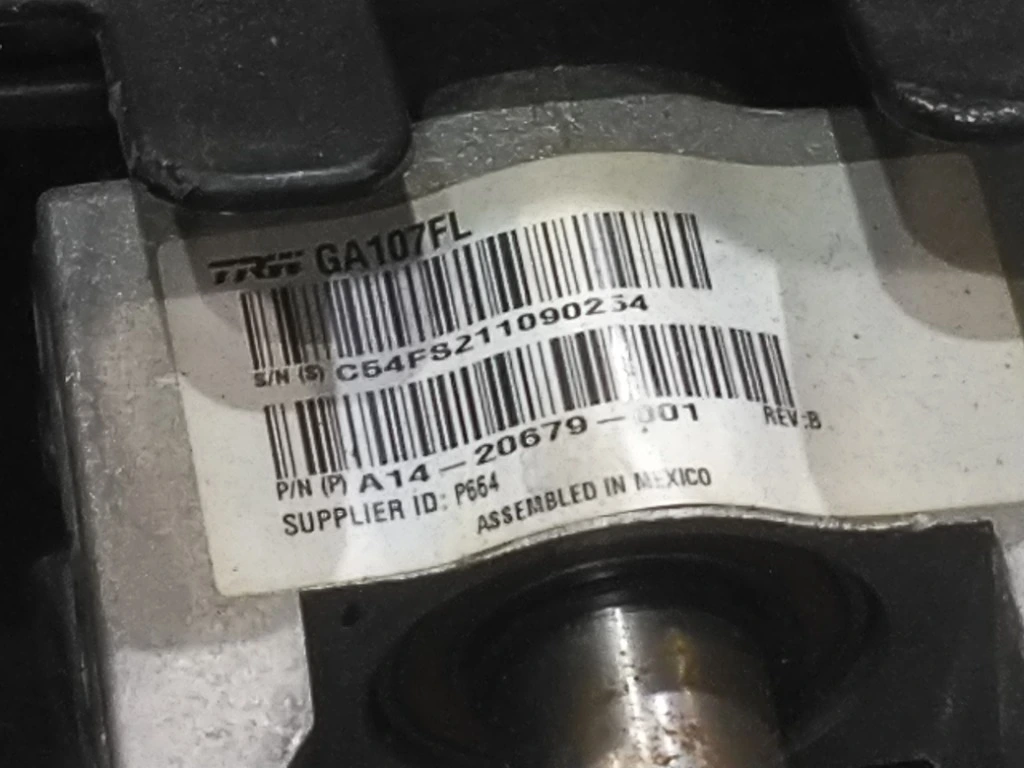 TRW GA107FL
S/N (S) C54FS211090254
P/N (P) A14-20679-001 REV:B
SUPPLIER ID: P664
ASSEMBLED IN MEXICO